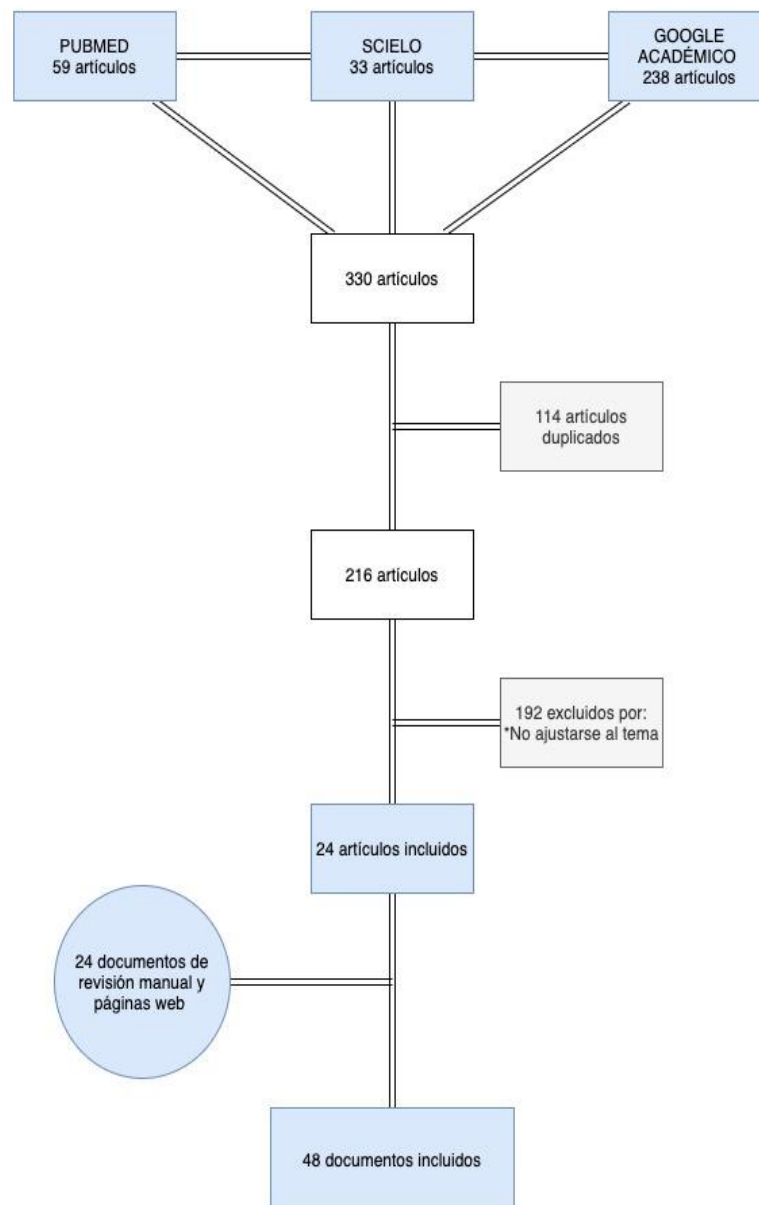 PUBMED
59 artículos
SCIELO
33 artículos
GOOGLE
ACADÉMICO
238 artículos
330 artículos
114 artículos
duplicados
216 artículos
192 excluidos por:
*No ajustarse al tema
24 artículos incluidos
24 documentos de
revisión manual y
páginas web
48 documentos incluidos